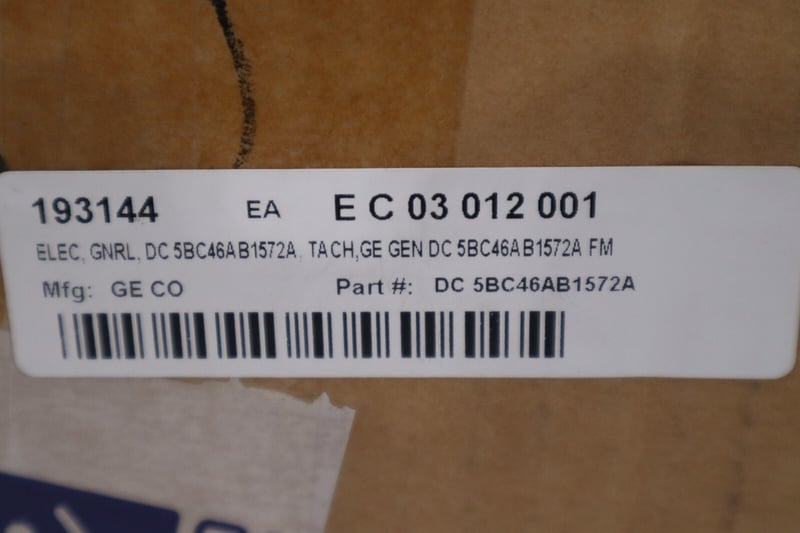 193144 EA E C 03 012 001
ELEC, GNRL, DC 5BC46AB1572A, TACH,GE GEN DC 5BC46AB1572A FM
Mfg: GE CO Part #: DC 5BC46AB1572A